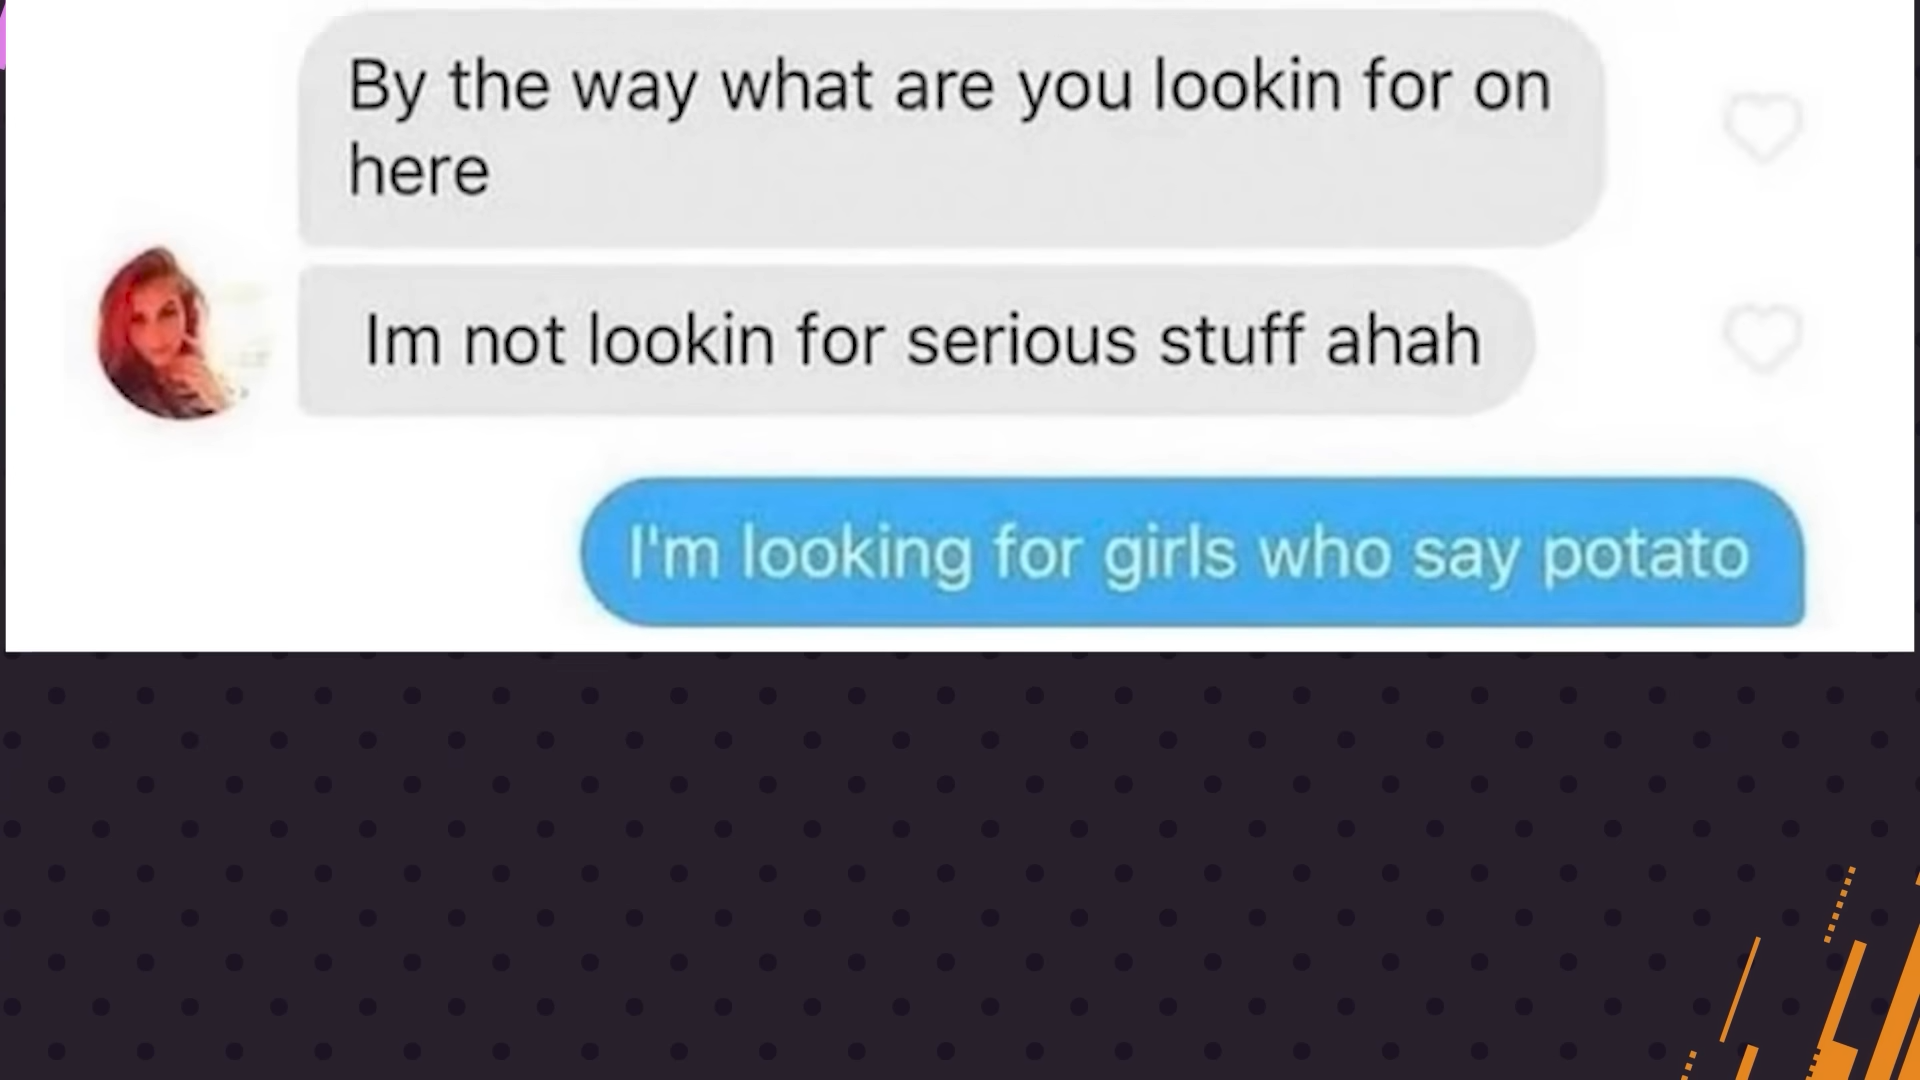 By the way what are you lookin for on
here
Im not lookin for serious stuff ahah
I'm looking for girls who say potato